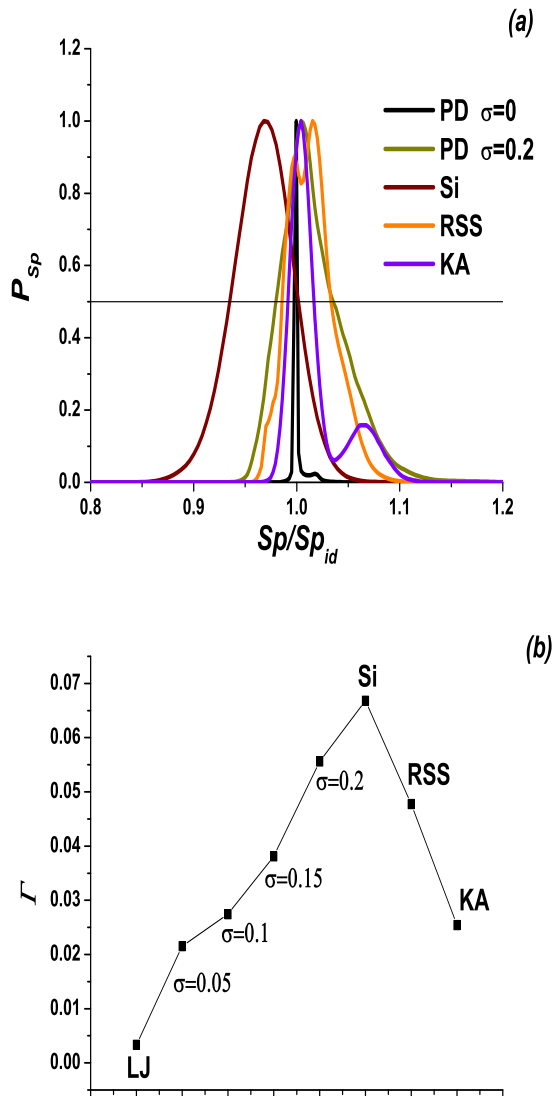 (a)
1.2
1.0
0.8
0.6
0.4
0.2
0.0
P_Sp
PD σ=0
PD σ=0.2
Si
RSS
KA
0.8 0.9 1.0 1.1 1.2
Sp/Sp_id
(b)
0.07
0.06
0.05
0.04
0.03
0.02
0.01
0.00
Γ
Si
RSS
σ=0.2
σ=0.15
KA
σ=0.1
σ=0.05
LJ